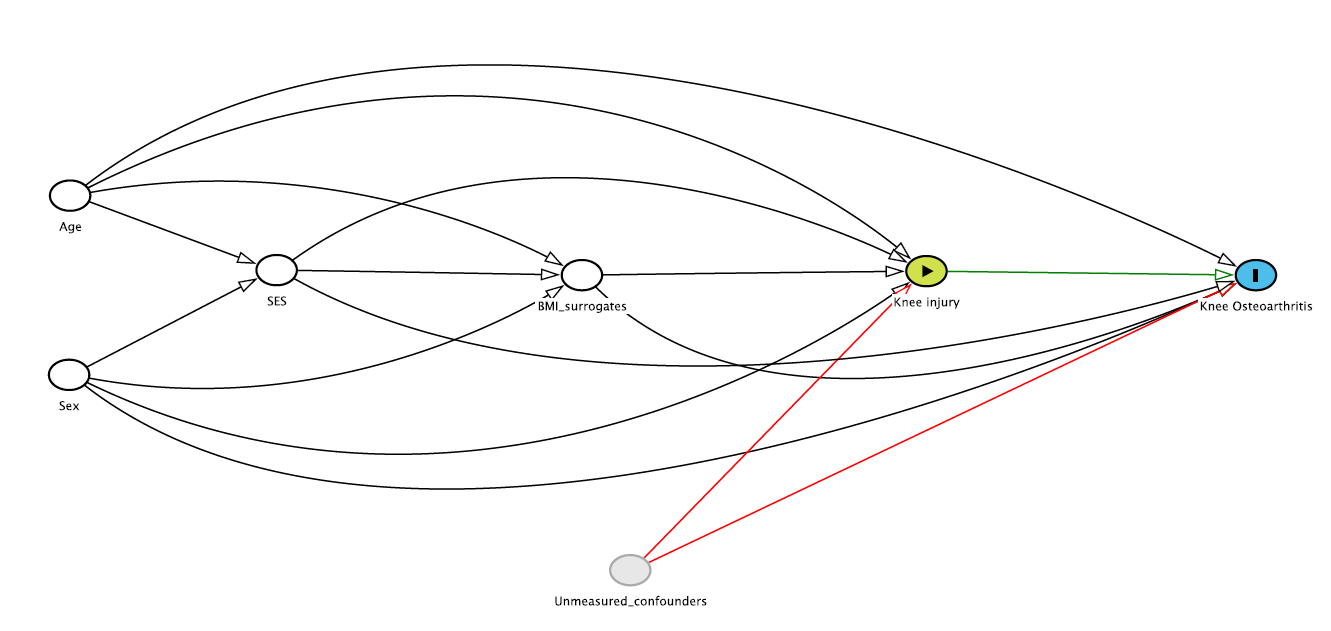 Age
SES
BMI_surrogates
Knee injury
Knee Osteoarthritis
Sex
Unmeasured_confounders